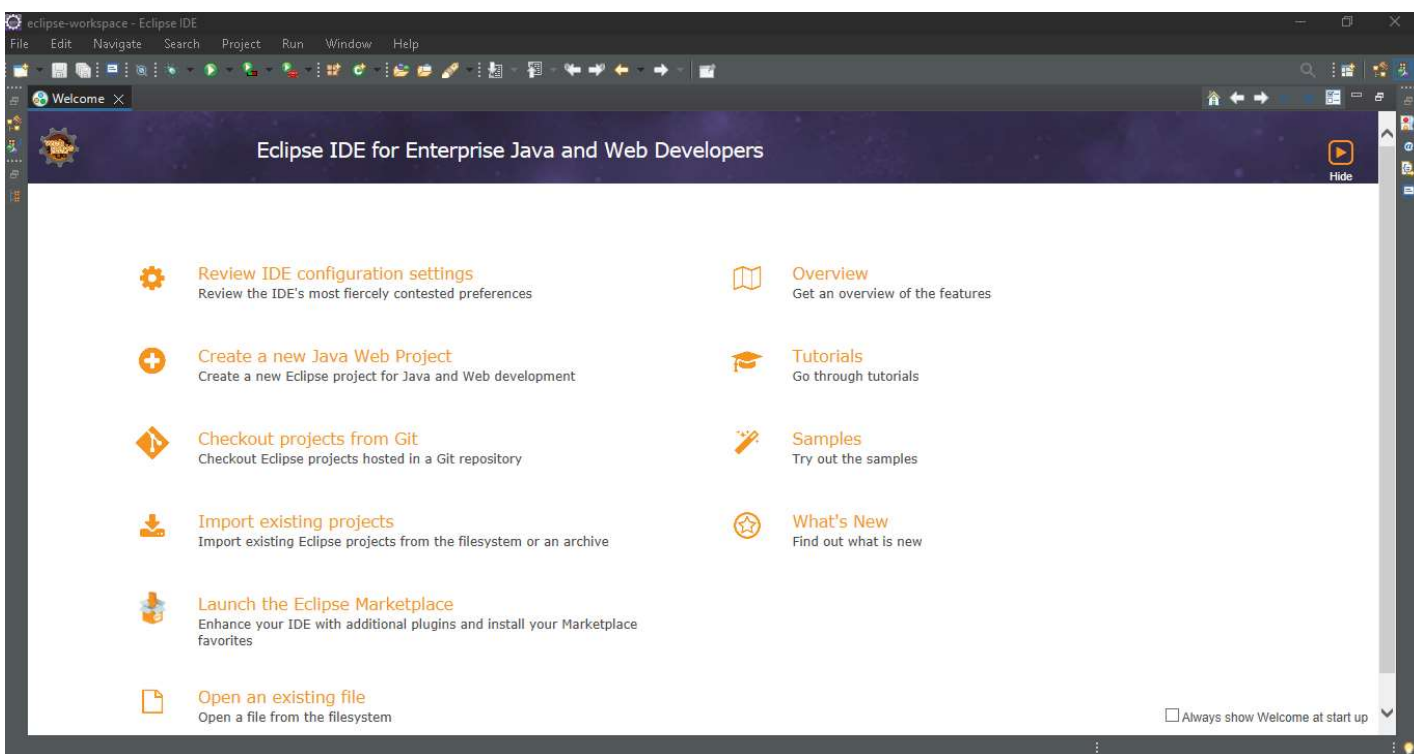 eclipse-workspace - Eclipse IDE
File Edit Navigate Search Project Run Window Help
Welcome
Eclipse IDE for Enterprise Java and Web Developers
Hide
Review IDE configuration settings
Review the IDE's most fiercely contested preferences
Overview
Get an overview of the features
Create a new Java Web Project
Create a new Eclipse project for Java and Web development
Tutorials
Go through tutorials
Checkout projects from Git
Checkout Eclipse projects hosted in a Git repository
Samples
Try out the samples
Import existing projects
Import existing Eclipse projects from the filesystem or an archive
What's New
Find out what is new
Launch the Eclipse Marketplace
Enhance your IDE with additional plugins and install your Marketplace
favorites
Open an existing file
Open a file from the filesystem
Always show Welcome at start up